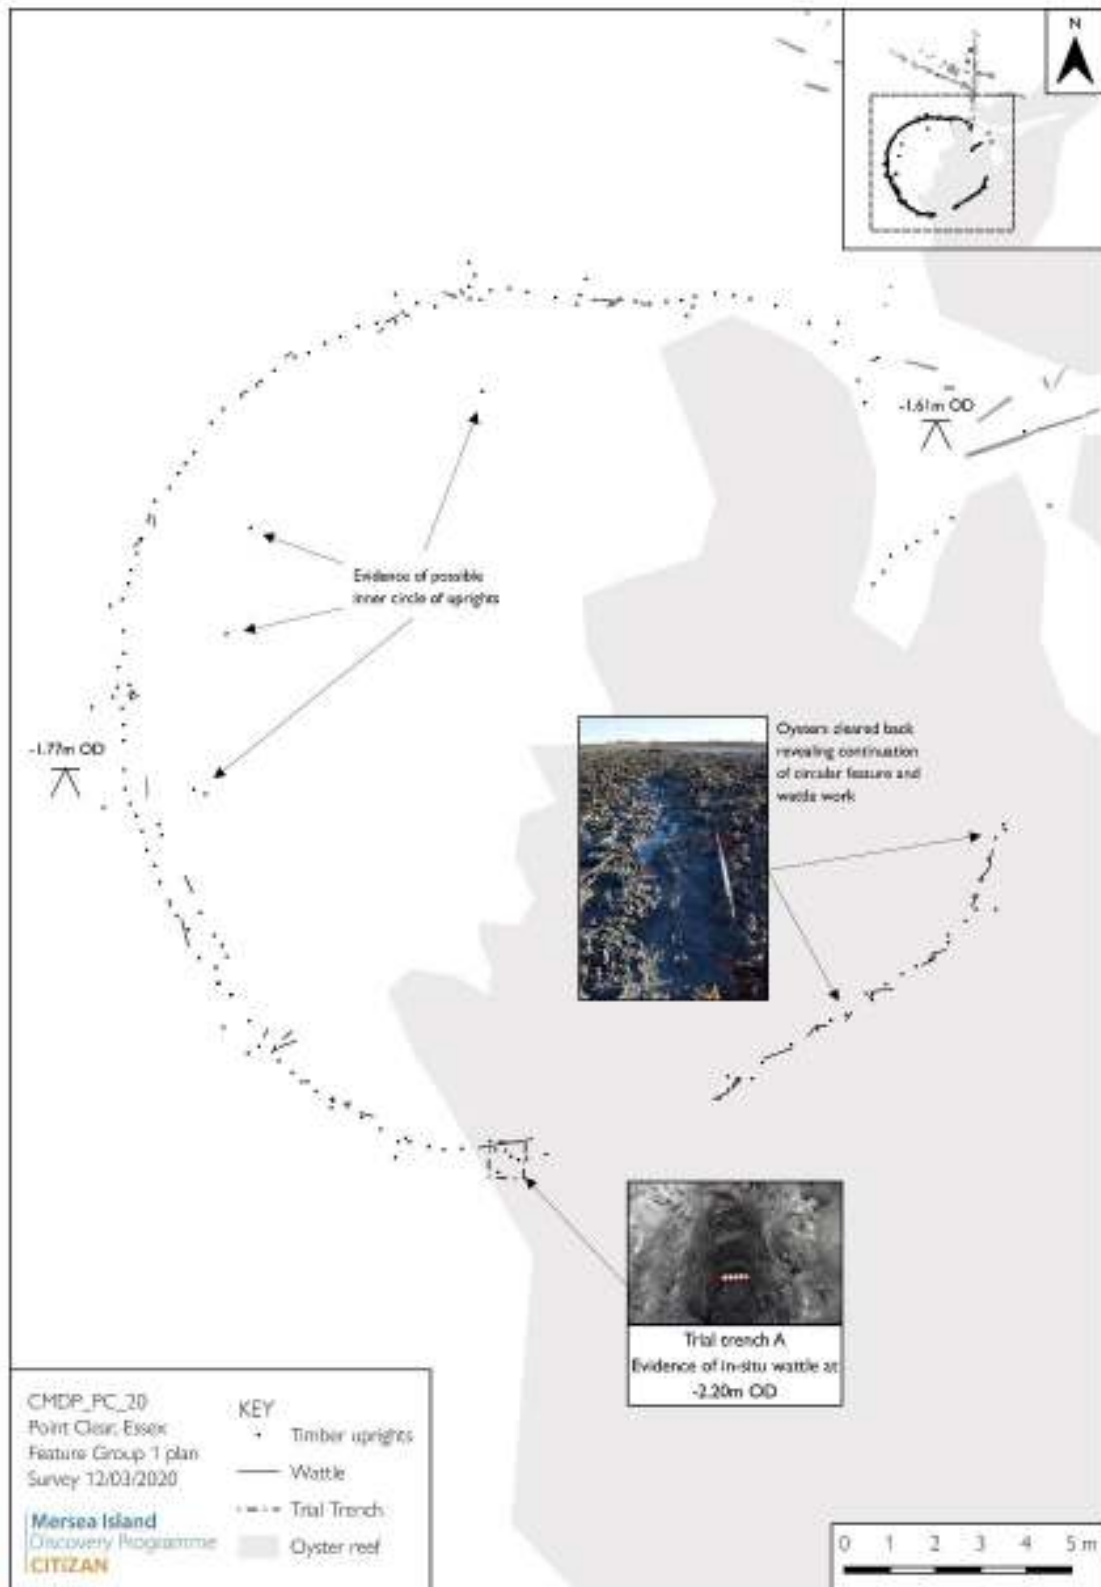 N
-1.61m OD
Evidence of possible
inner circle of uprights
-1.77m OD
Oysters cleared back
revealing continuation
of circular feature and
wattle work
Trial trench A
Evidence of in-situ wattle at
-2.20m OD
CMDP_PC_20
Point Clear, Essex
Feature Group 1 plan
Survey 12/03/2020
Mersea Island
Discovery Programme
CITiZAN
KEY
Timber uprights
Wattle
Trial Trench
Oyster reef
0 1 2 3 4 5 m